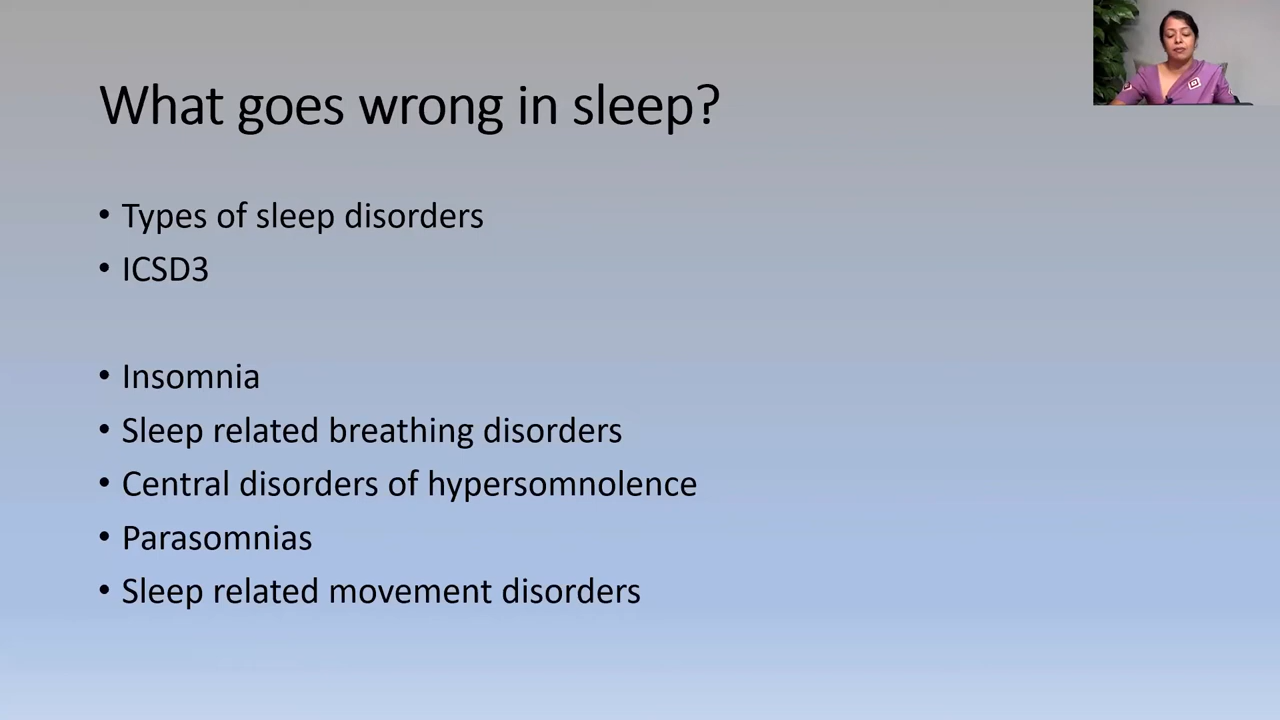 What goes wrong in sleep?
• Types of sleep disorders
• ICSD3
• Insomnia
• Sleep related breathing disorders
• Central disorders of hypersomnolence
• Parasomnias
• Sleep related movement disorders